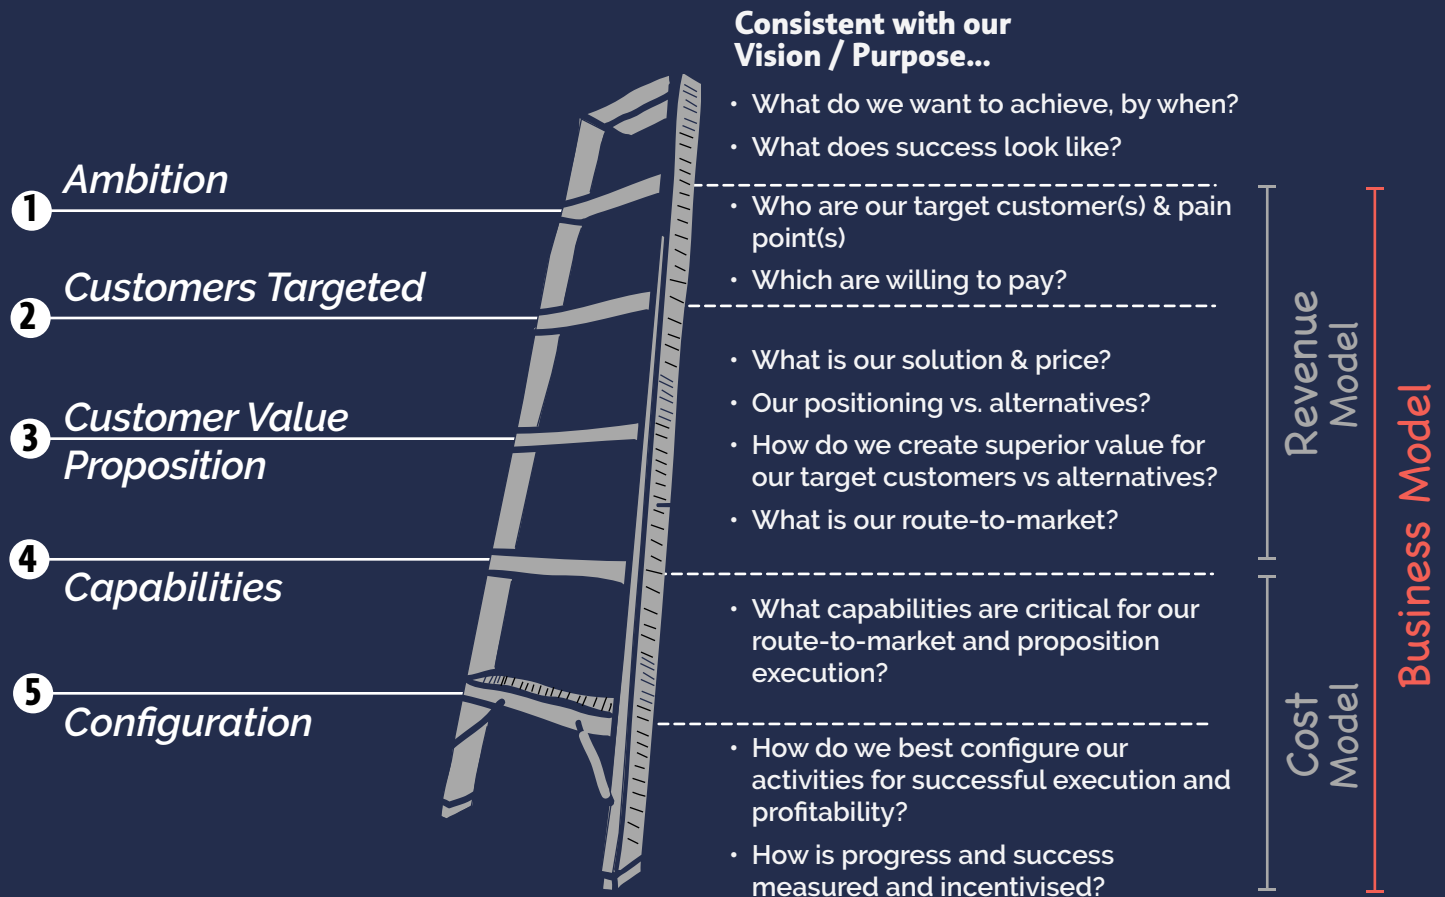 Consistent with our
Vision / Purpose...
• What do we want to achieve, by when?
• What does success look like?
1
Ambition
• Who are our target customer(s) & pain
point(s)
• Which are willing to pay?
2
Customers Targeted
• What is our solution & price?
• Our positioning vs. alternatives?
• How do we create superior value for
our target customers vs alternatives?
• What is our route-to-market?
3
Customer Value
Proposition
4
Capabilities
• What capabilities are critical for our
route-to-market and proposition
execution?
5
Configuration
• How do we best configure our
activities for successful execution and
profitability?
• How is progress and success
measured and incentivised?
Revenue
Model
Cost
Model
Business Model